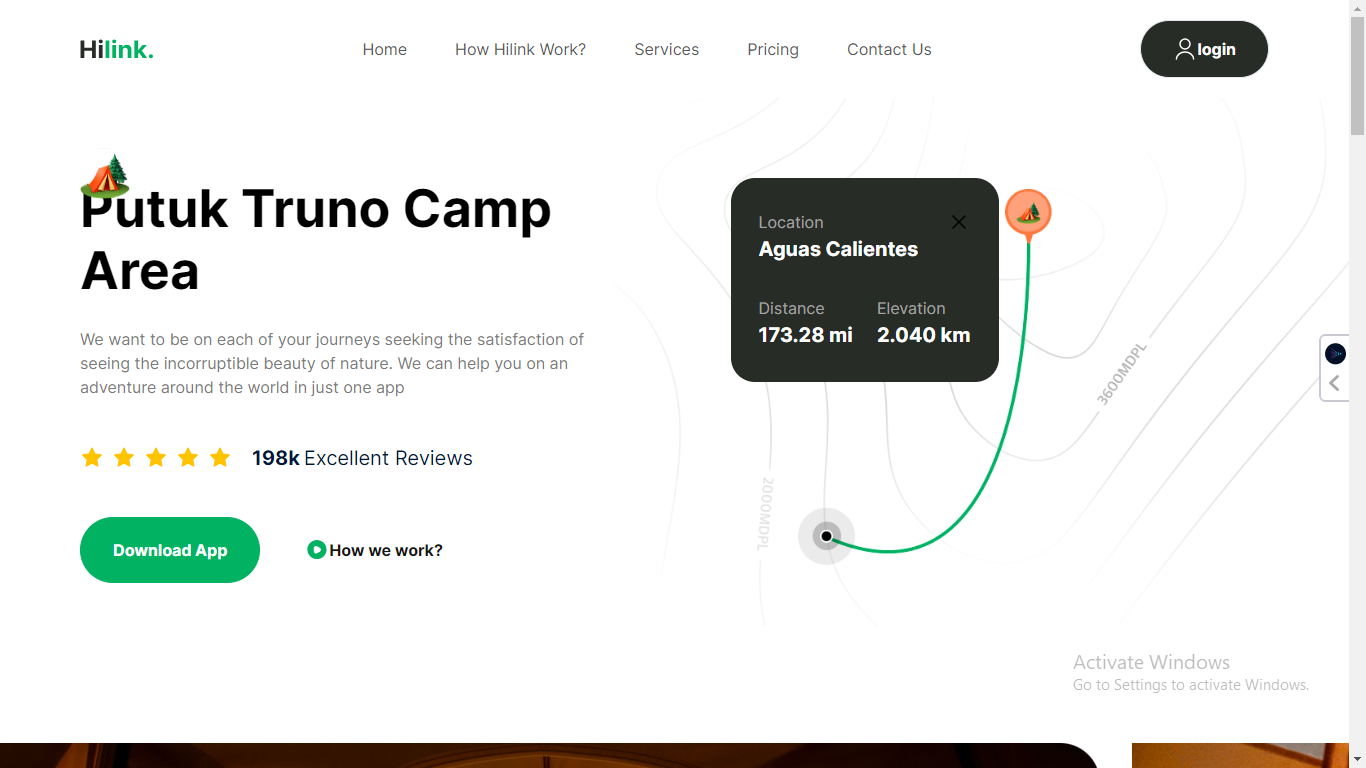 Hilink.
Home
How Hilink Work?
Services
Pricing
Contact Us
login
Putuk Truno Camp
Area
We want to be on each of your journeys seeking the satisfaction of
seeing the incorruptible beauty of nature. We can help you on an
adventure around the world in just one app
198k Excellent Reviews
Download App
How we work?
Location
Aguas Calientes
Distance
173.28 mi
Elevation
2.040 km
3600MDPL
2000MDPL
Activate Windows
Go to Settings to activate Windows.